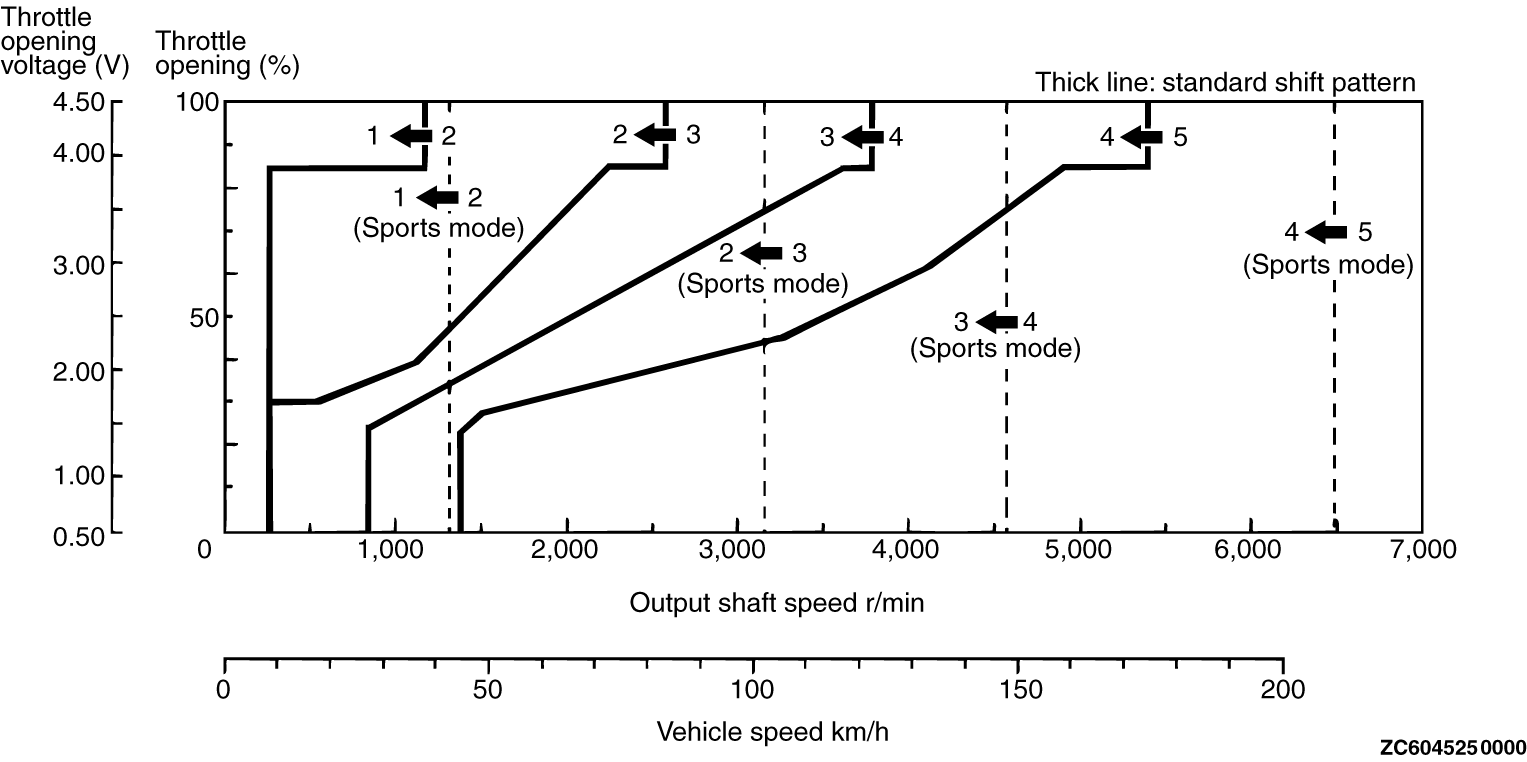 Throttle
opening
voltage (V)
Throttle
opening (%)
Thick line: standard shift pattern
4.50
4.00
3.00
2.00
1.00
0.50
100
50
0
1 2
2 3
3 4
4 5
1 2
(Sports mode)
2 3
(Sports mode)
3 4
(Sports mode)
4 5
(Sports mode)
1,000 2,000 3,000 4,000 5,000 6,000 7,000
Output shaft speed r/min
0 50 100 150 200
Vehicle speed km/h
ZC6045250000